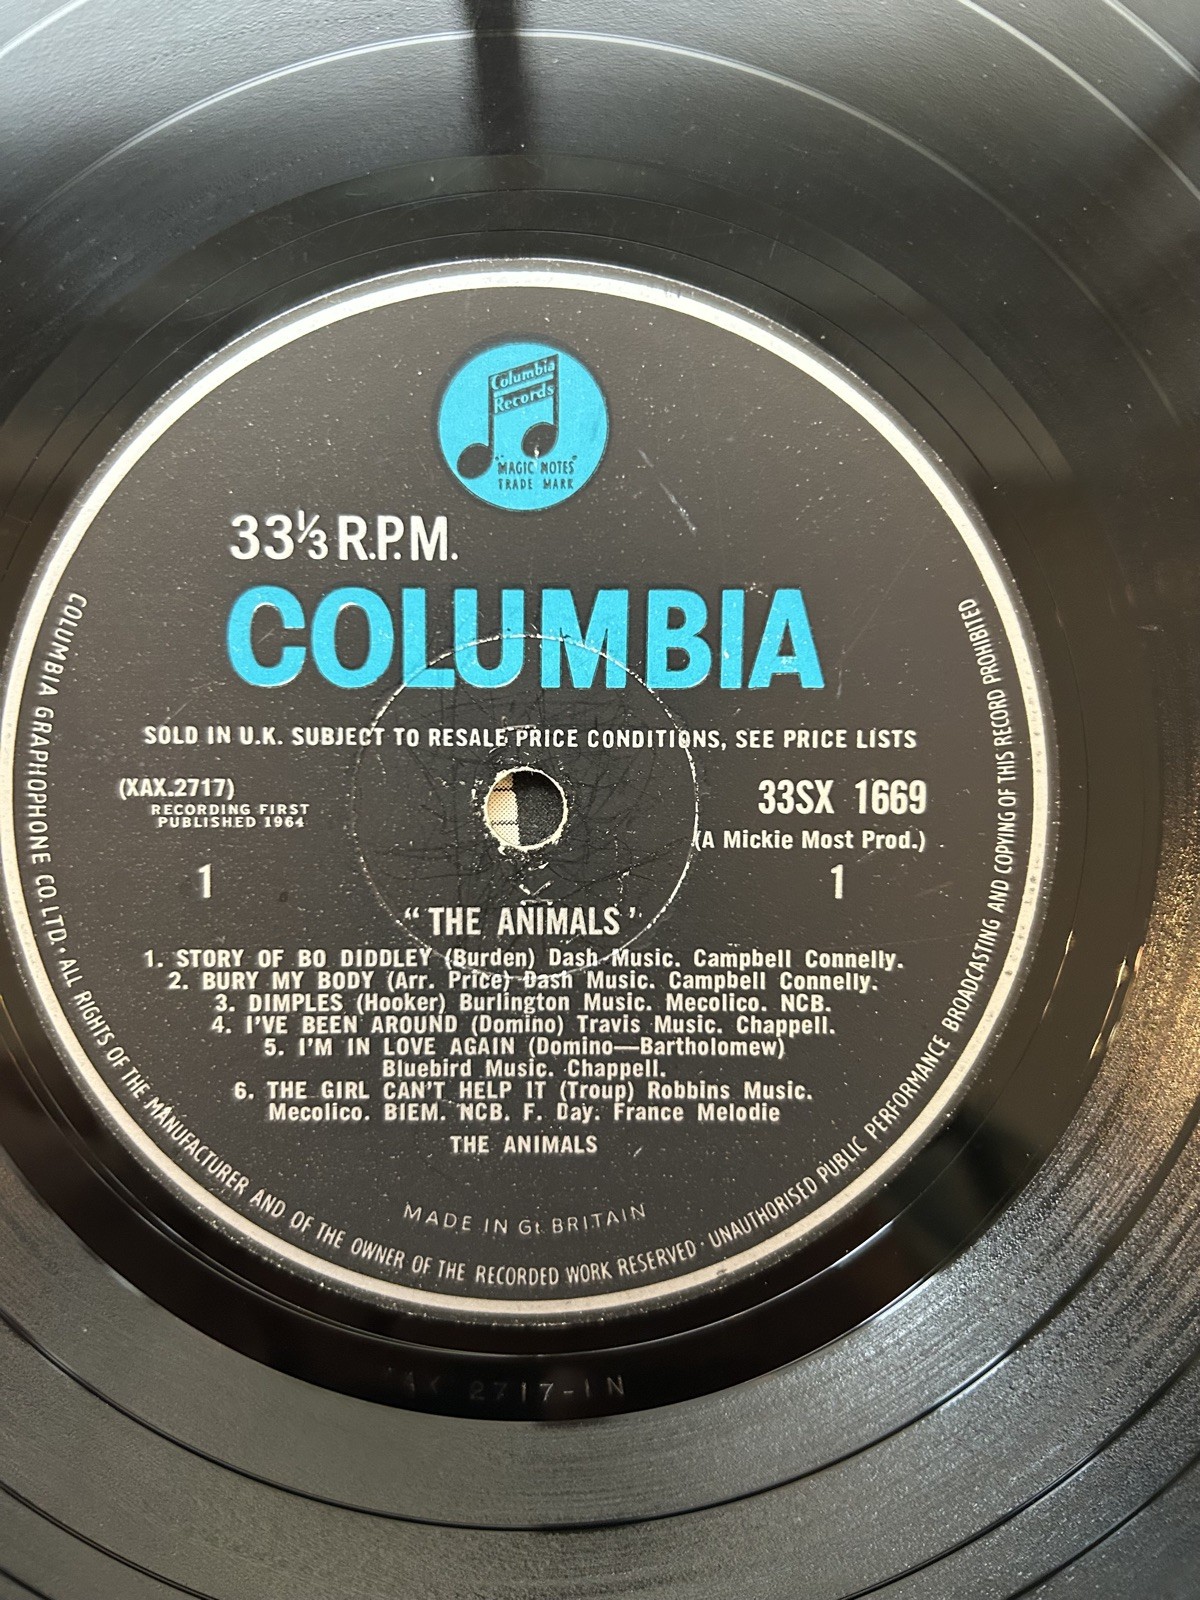 Columbia
Records
"MAGIC NOTES"
TRADE MARK
33⅓ R.P.M.
COLUMBIA
SOLD IN U.K. SUBJECT TO RESALE PRICE CONDITIONS, SEE PRICE LISTS
(XAX.2717)
RECORDING FIRST
PUBLISHED 1964
33SX 1669
(A Mickie Most Prod.)
1
1
"THE ANIMALS"
1. STORY OF BO DIDDLEY (Burden) Dash Music. Campbell Connelly.
2. BURY MY BODY (Arr. Price) Dash Music. Campbell Connelly.
3. DIMPLES (Hooker) Burlington Music. Mecolico. NCB.
4. I'VE BEEN AROUND (Domino) Travis Music. Chappell.
5. I'M IN LOVE AGAIN (Domino—Bartholomew)
Bluebird Music. Chappell.
6. THE GIRL CAN'T HELP IT (Troup) Robbins Music.
Mecolico. BIEM. NCB. F. Day. France Melodie
THE ANIMALS
MADE IN Gt. BRITAIN
COLUMBIA GRAPHOPHONE CO. LTD. · ALL RIGHTS OF THE MANUFACTURER AND OF THE OWNER OF THE RECORDED WORK RESERVED · UNAUTHORISED PUBLIC PERFORMANCE BROADCASTING AND COPYING OF THIS RECORD PROHIBITED
2717-1N